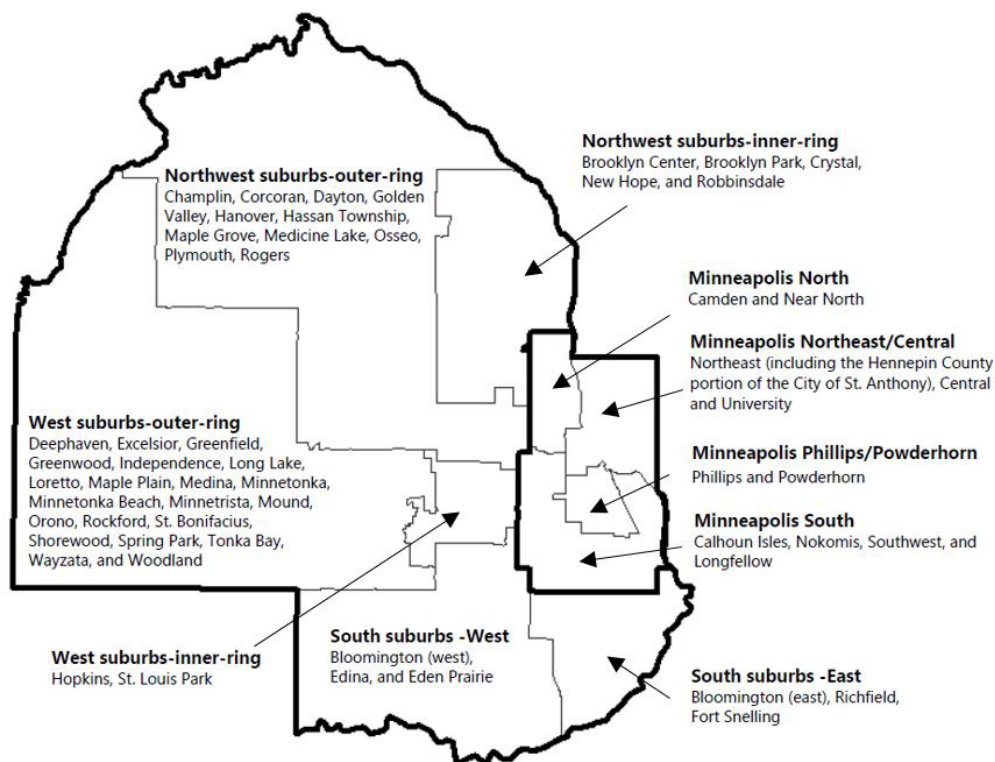 Northwest suburbs-outer-ring
Champlin, Corcoran, Dayton, Golden
Valley, Hanover, Hassan Township,
Maple Grove, Medicine Lake, Osseo,
Plymouth, Rogers
Northwest suburbs-inner-ring
Brooklyn Center, Brooklyn Park, Crystal,
New Hope, and Robbinsdale
Minneapolis North
Camden and Near North
Minneapolis Northeast/Central
Northeast (including the Hennepin County
portion of the City of St. Anthony), Central
and University
West suburbs-outer-ring
Deephaven, Excelsior, Greenfield,
Greenwood, Independence, Long Lake,
Loretto, Maple Plain, Medina, Minnetonka,
Minnetonka Beach, Minnetrista, Mound,
Orono, Rockford, St. Bonifacius,
Shorewood, Spring Park, Tonka Bay,
Wayzata, and Woodland
Minneapolis Phillips/Powderhorn
Phillips and Powderhorn
Minneapolis South
Calhoun Isles, Nokomis, Southwest, and
Longfellow
West suburbs-inner-ring
Hopkins, St. Louis Park
South suburbs -West
Bloomington (west),
Edina, and Eden Prairie
South suburbs -East
Bloomington (east), Richfield,
Fort Snelling